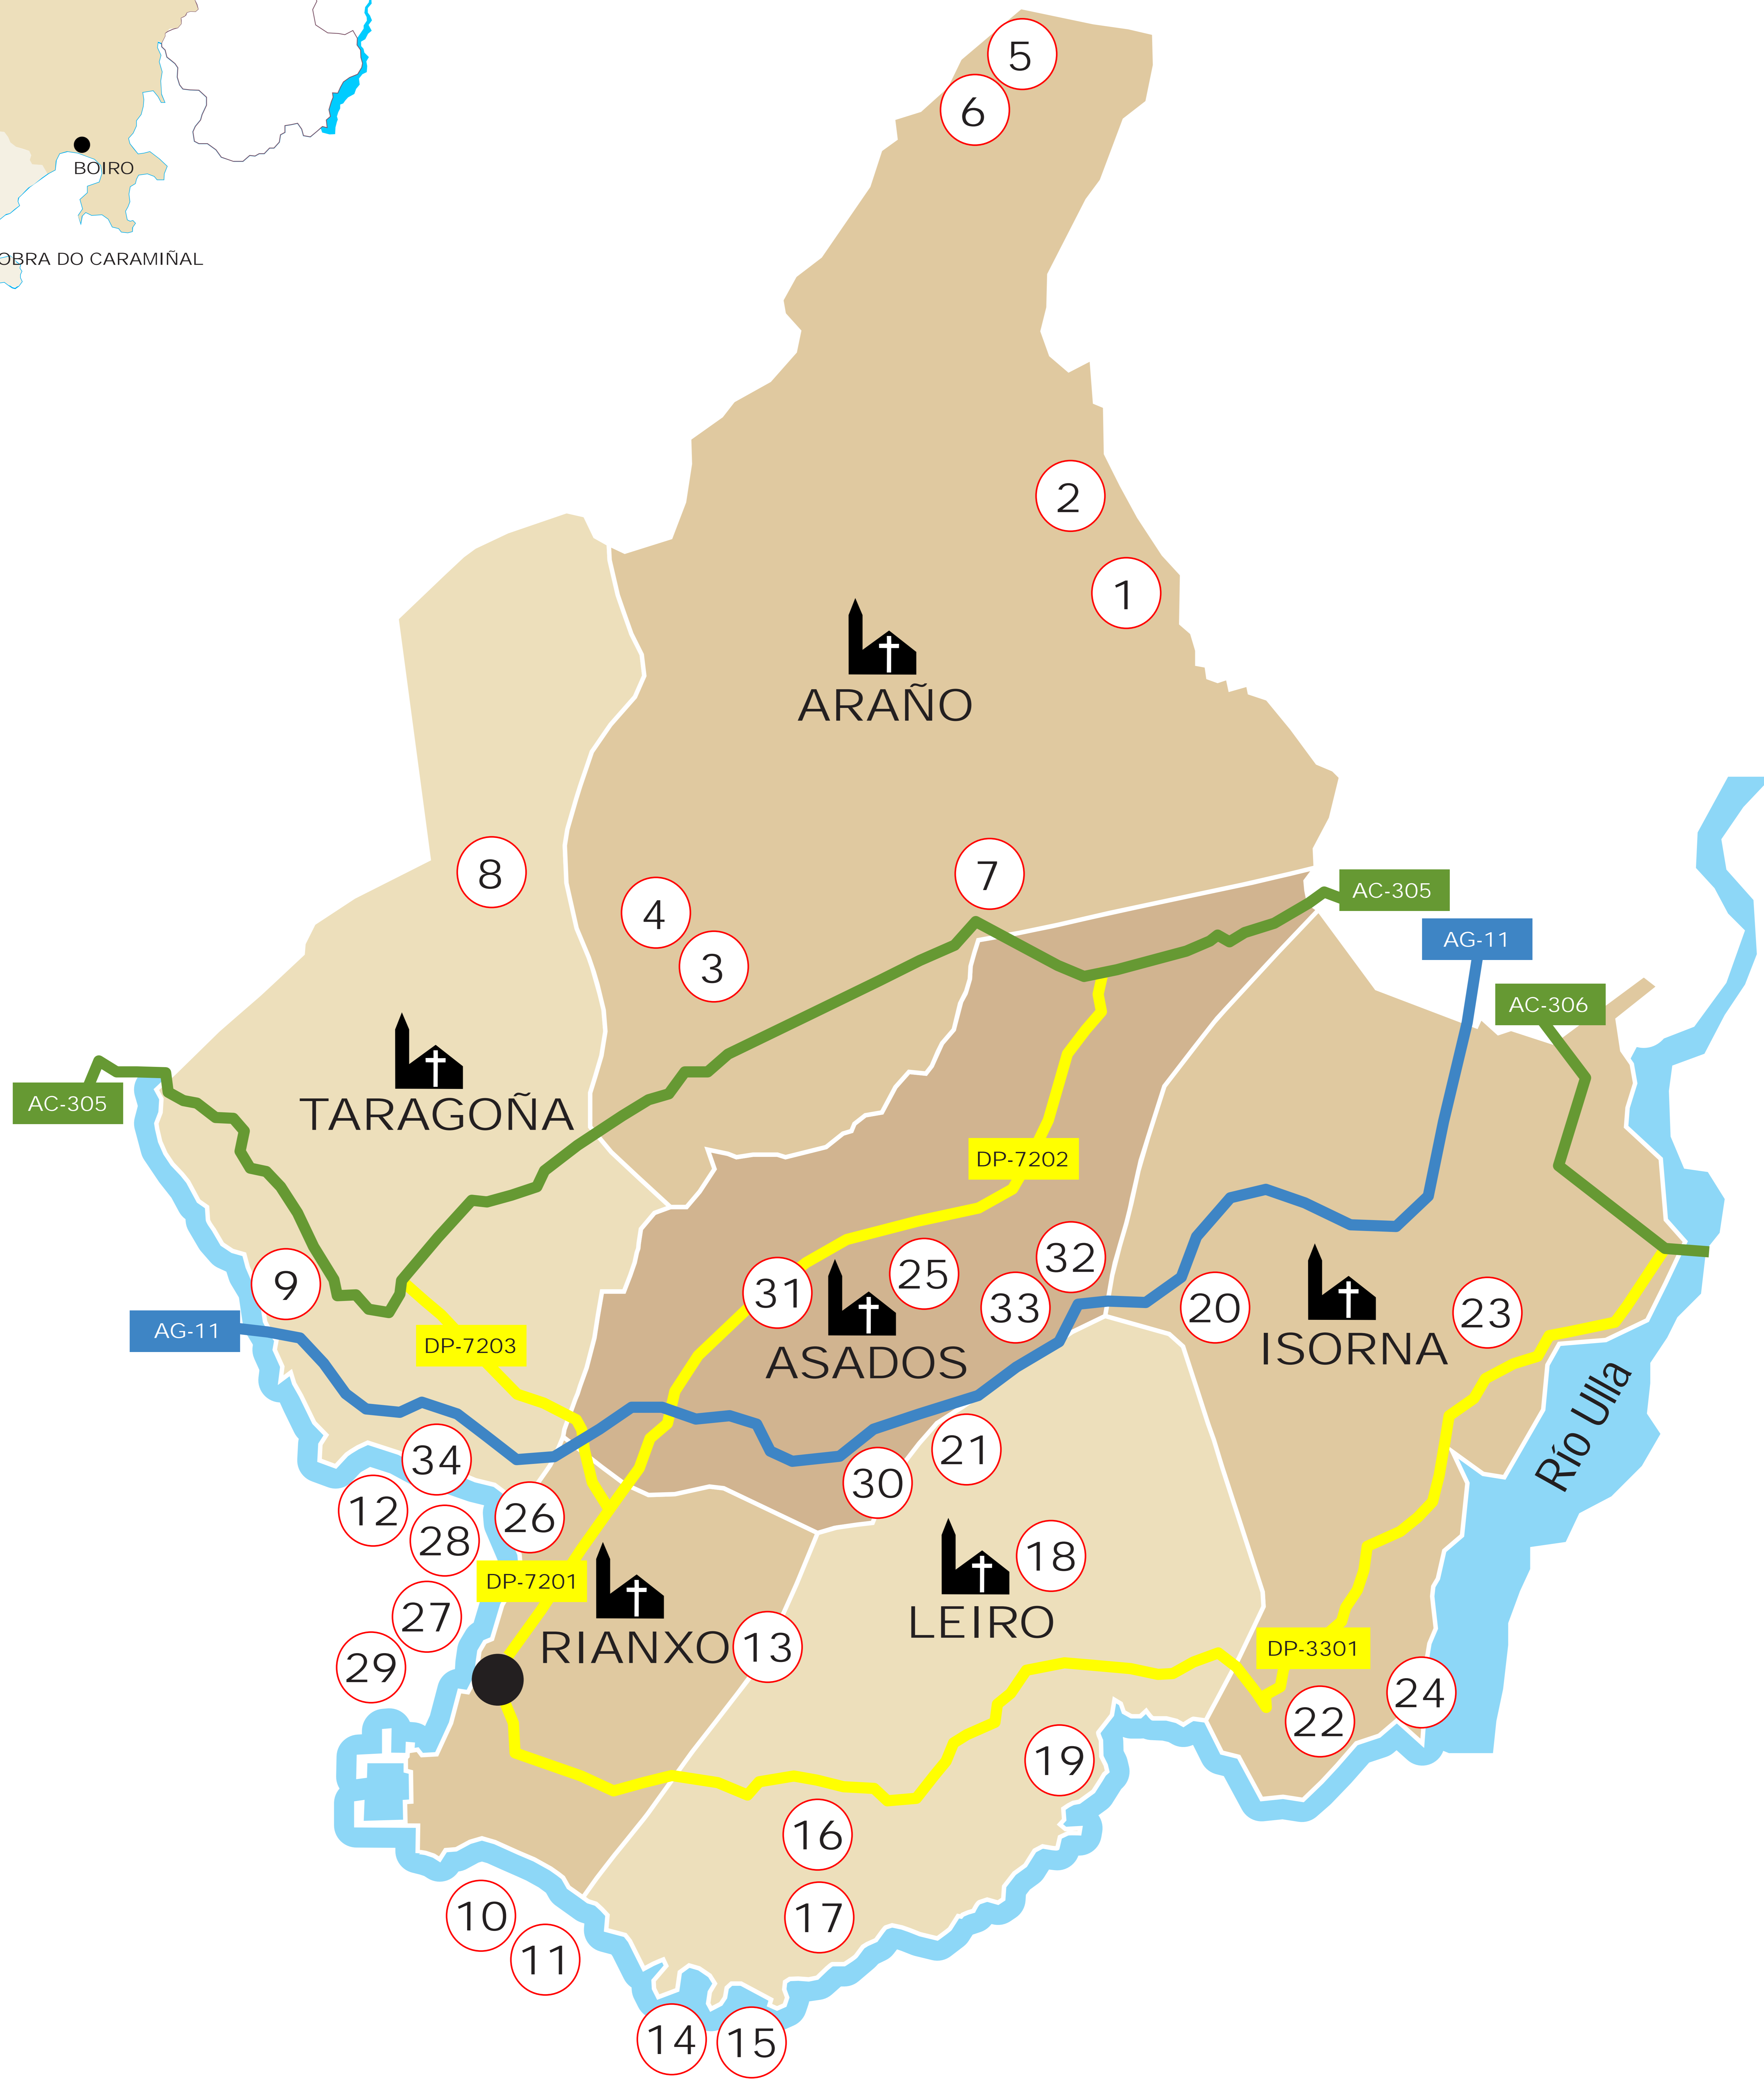 5
6
BOIRO
OBRA DO CARAMIÑAL
2
1
ARAÑO
8
7
4
3
AC-305
AG-11
AC-306
TARAGOÑA
AC-305
DP-7202
9
31
25
32
33
20
23
AG-11
DP-7203
ASADOS
ISORNA
Río Ulla
34
21
30
12
26
28
18
DP-7201
27
LEIRO
RIANXO
13
29
DP-3301
24
22
19
16
10
17
11
14
15